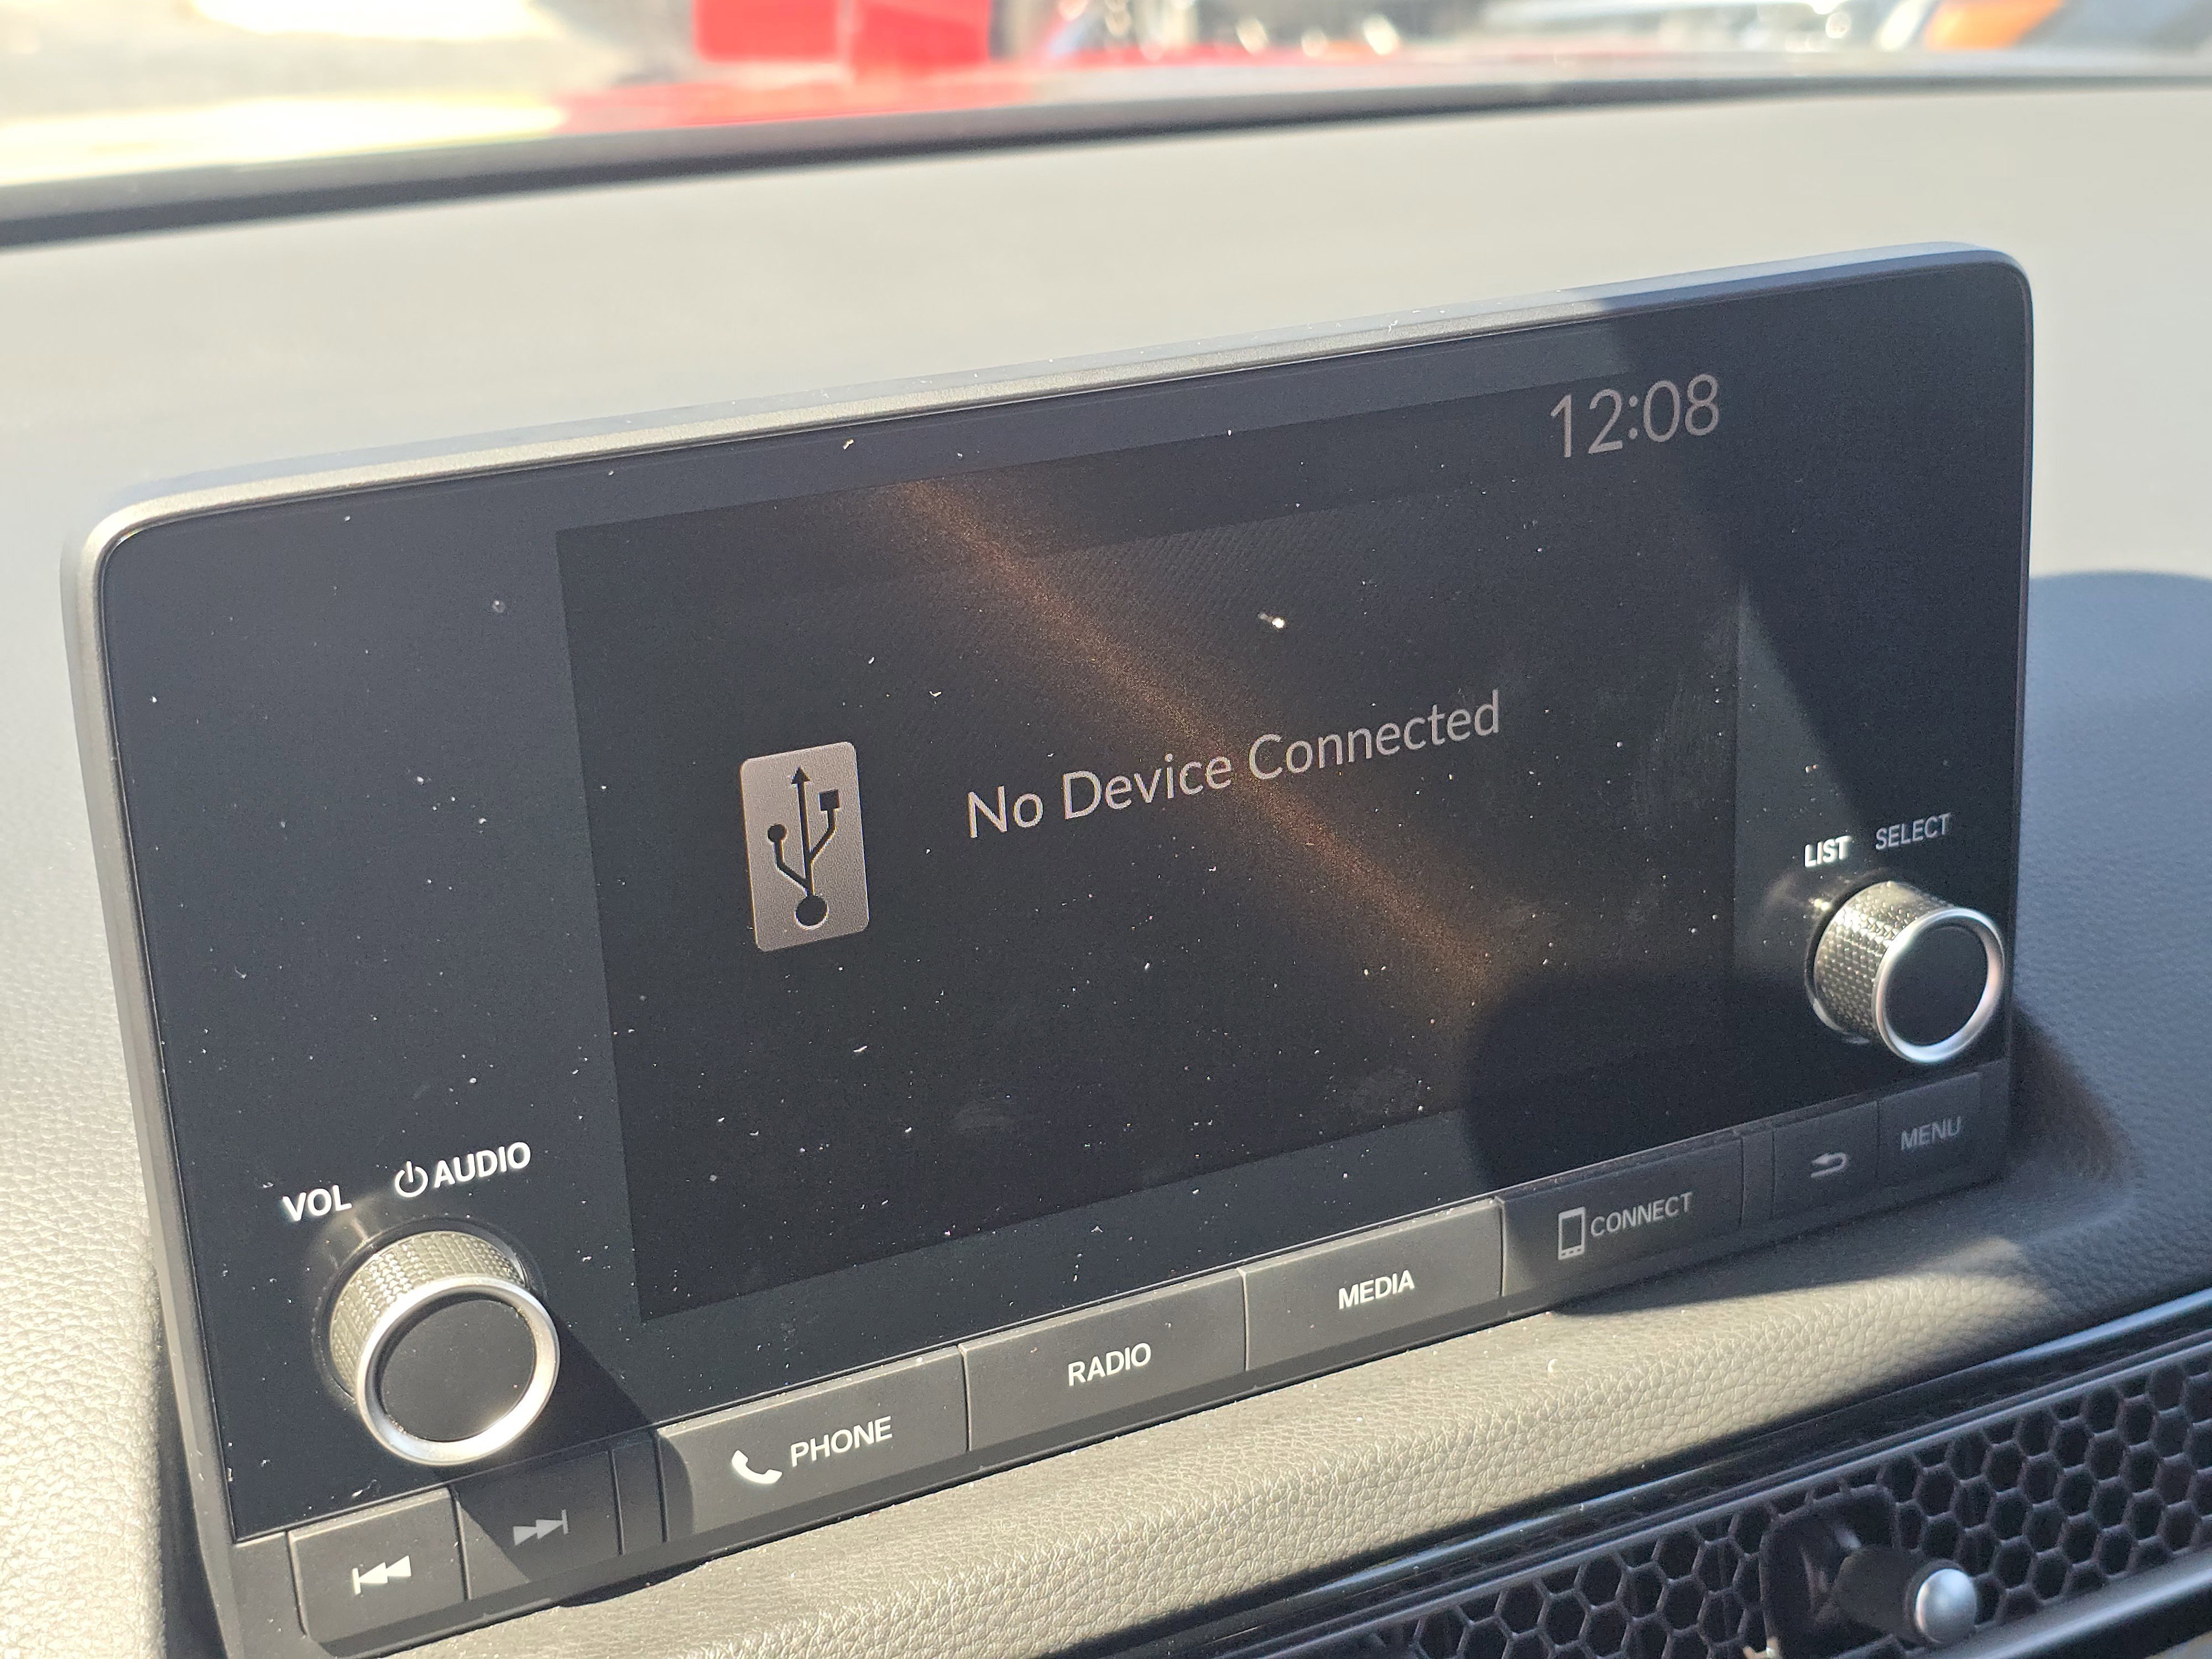 12:08
No Device Connected
LIST SELECT
VOL AUDIO
PHONE
RADIO
MEDIA
CONNECT
MENU